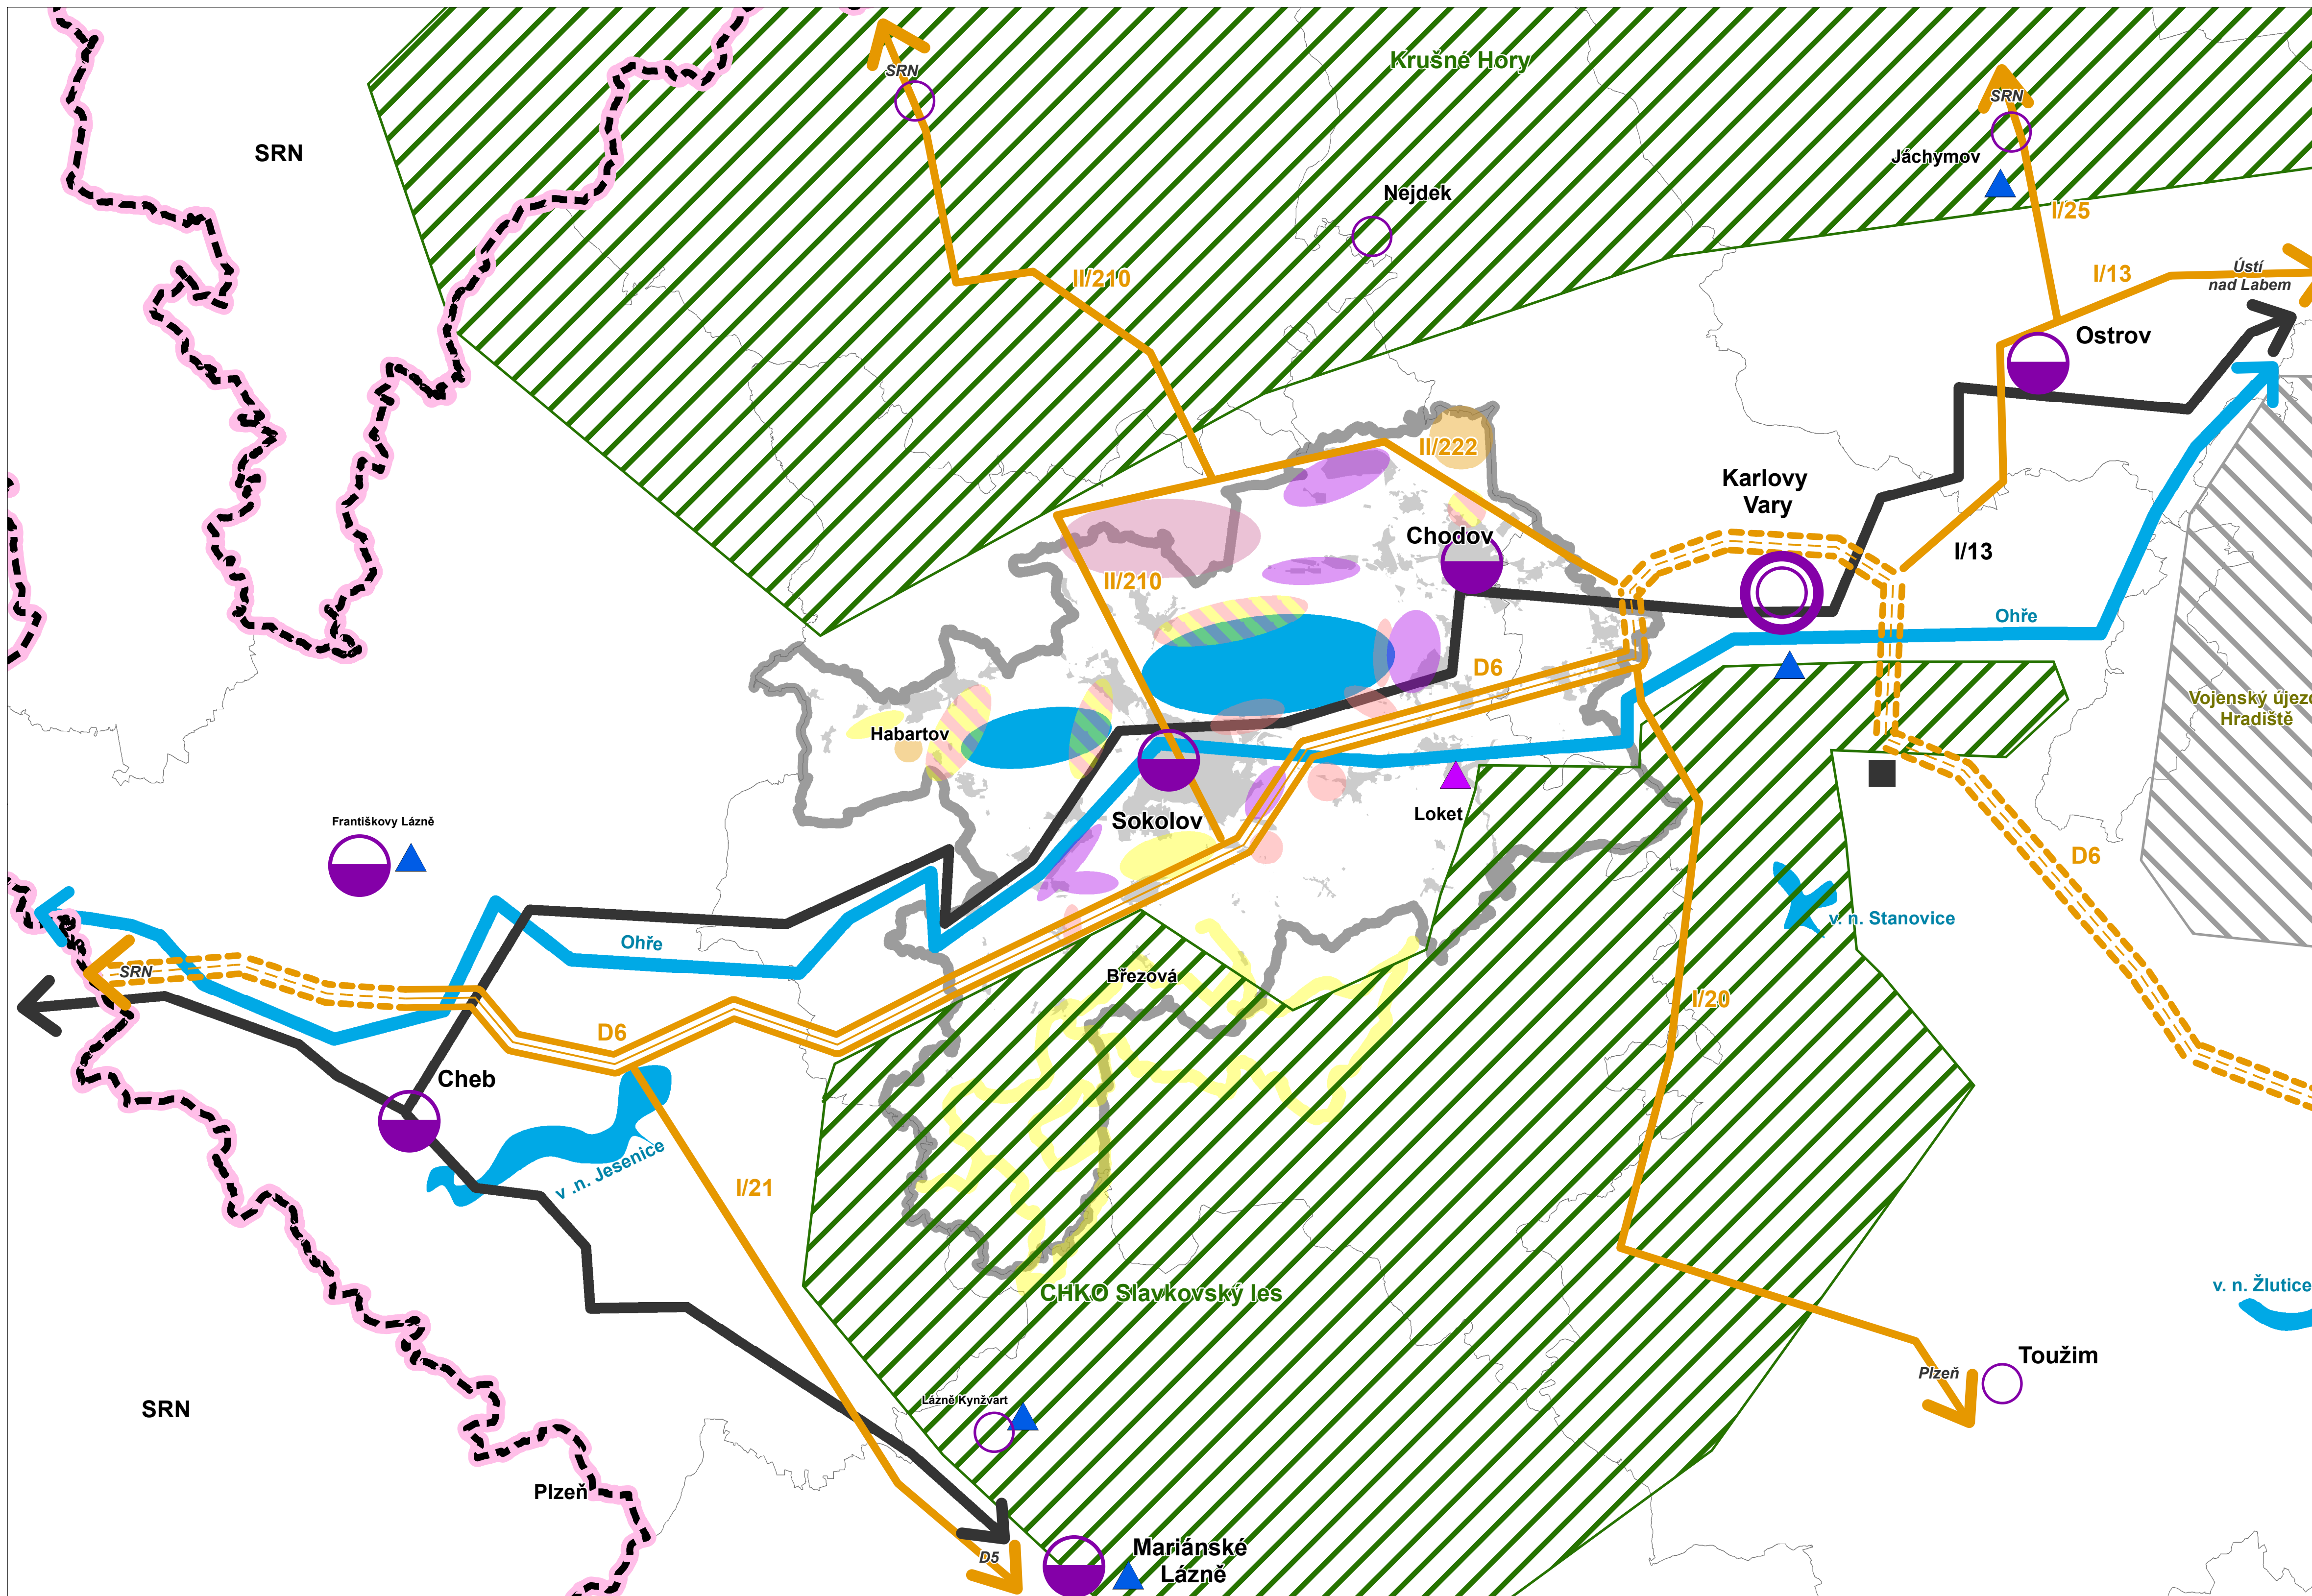 Krušné Hory
SRN
SRN
SRN
Jáchymov
Nejdek
I/25
II/210
I/13
Ústí
nad Labem
Ostrov
II/222
Karlovy
Vary
Chodov
I/13
II/210
Ohře
D6
Vojenský újezd
Hradiště
Habartov
Loket
Sokolov
Františkovy Lázně
D6
v. n. Stanovice
Ohře
SRN
Březová
I/20
D6
Cheb
v .n. Jesenice
I/21
CHKO Slavkovský les
v. n. Žlutice
Toužim
Plzeň
Lázně Kynžvart
SRN
Plzeň
Mariánské
Lázně
D5